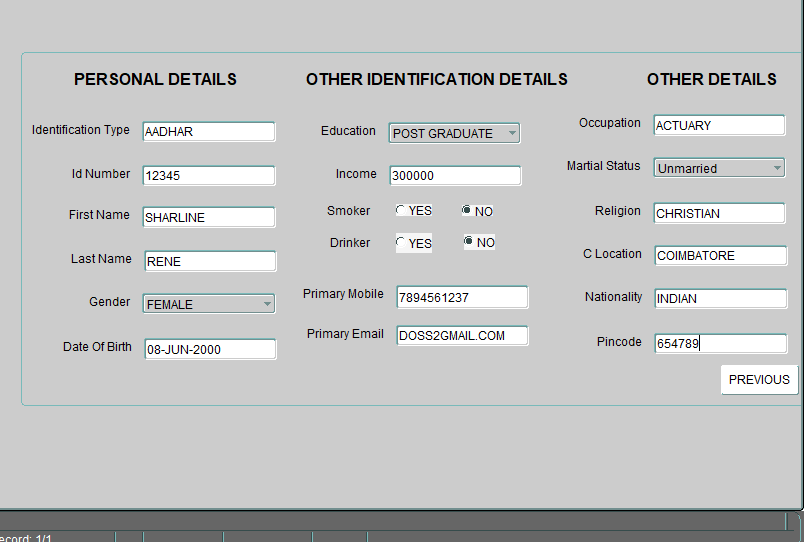 PERSONAL DETAILS OTHER IDENTIFICATION DETAILS OTHER DETAILS
Identification Type AADHAR Education POST GRADUATE Occupation ACTUARY
Id Number 12345 Income 300000 Martial Status Unmarried
First Name SHARLINE Smoker YES NO Religion CHRISTIAN
Last Name RENE Drinker YES NO C Location COIMBATORE
Gender FEMALE Primary Mobile 7894561237 Nationality INDIAN
Date Of Birth 08-JUN-2000 Primary Email DOSS2GMAIL.COM Pincode 654789
PREVIOUS
ecord: 1/1